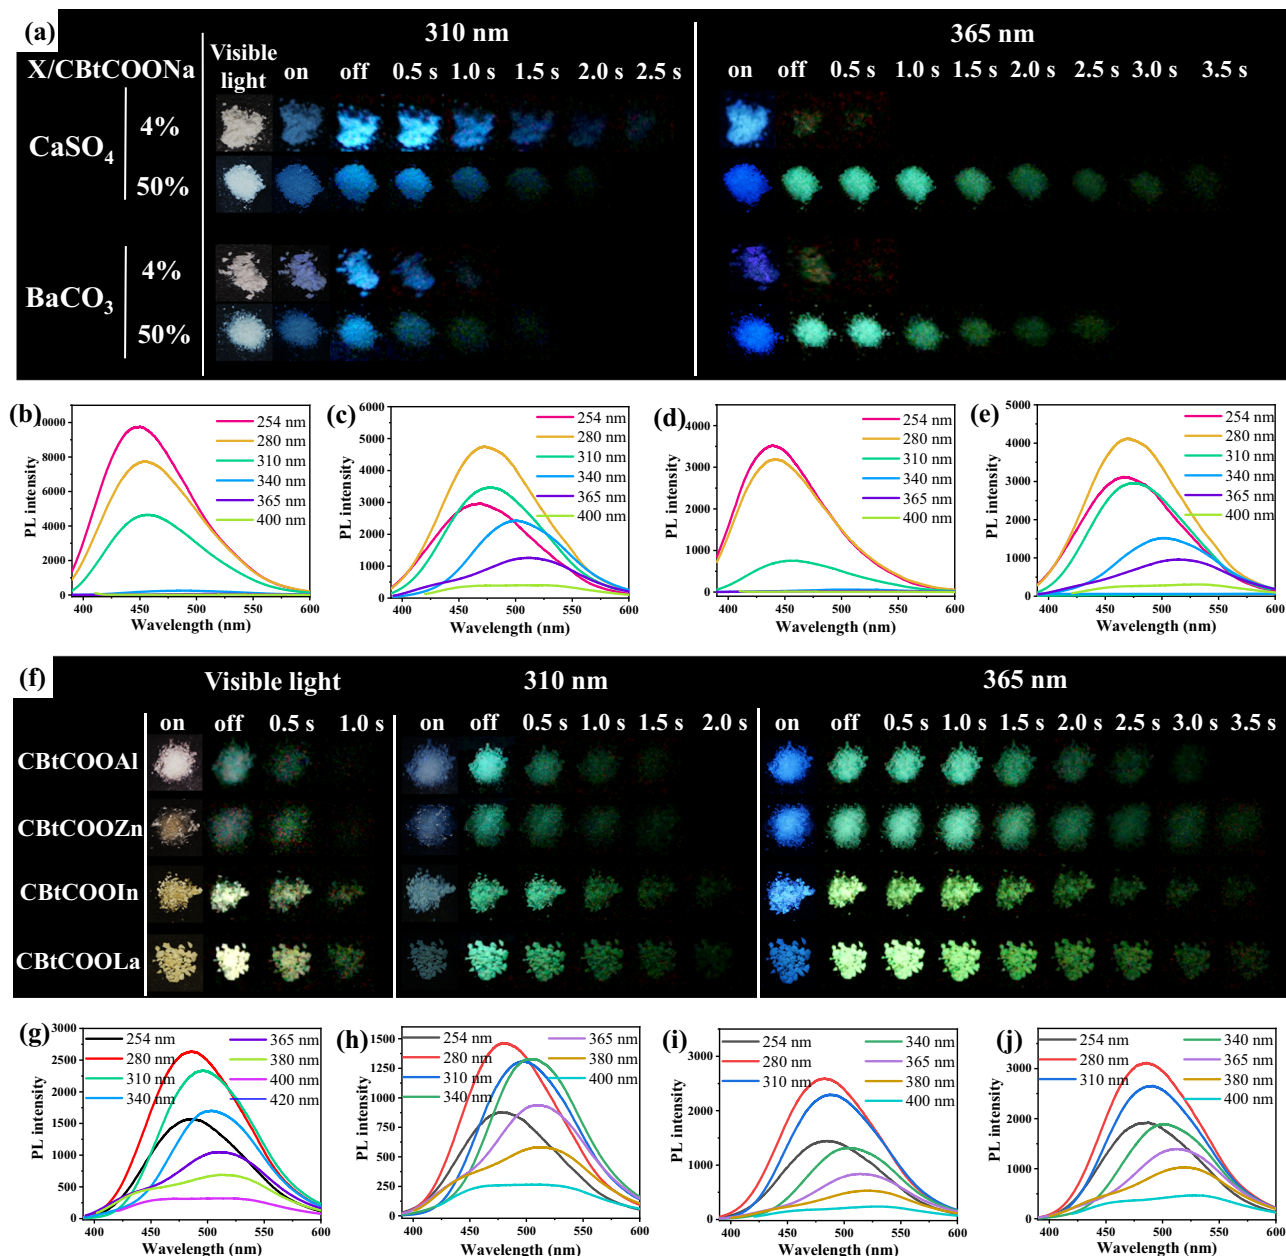 (a)
310 nm
365 nm
X/CBtCOONa
Visible light
on off 0.5 s 1.0 s 1.5 s 2.0 s 2.5 s
on off 0.5 s 1.0 s 1.5 s 2.0 s 2.5 s 3.0 s 3.5 s
CaSO4
4%
50%
BaCO3
4%
50%
(b)
PL intensity
10000
8000
6000
4000
2000
0
254 nm
280 nm
310 nm
340 nm
365 nm
400 nm
400 450 500 550 600
Wavelength (nm)
(c)
PL intensity
6000
5000
4000
3000
2000
1000
0
254 nm
280 nm
310 nm
340 nm
365 nm
400 nm
400 450 500 550 600
Wavelength (nm)
(d)
PL intensity
4000
3000
2000
1000
0
254 nm
280 nm
310 nm
340 nm
365 nm
400 nm
400 450 500 550 600
Wavelength (nm)
(e)
PL intensity
5000
4000
3000
2000
1000
0
254 nm
280 nm
310 nm
340 nm
365 nm
400 nm
400 450 500 550 600
Wavelength (nm)
(f)
Visible light
310 nm
365 nm
on off 0.5 s 1.0 s
on off 0.5 s 1.0 s 1.5 s 2.0 s
on off 0.5 s 1.0 s 1.5 s 2.0 s 2.5 s 3.0 s 3.5 s
CBtCOOAl
CBtCOOZn
CBtCOOIn
CBtCOOLa
(g)
PL intensity
3000
2500
2000
1500
1000
500
0
254 nm
280 nm
310 nm
340 nm
365 nm
380 nm
400 nm
420 nm
400 450 500 550 600
Wavelength (nm)
(h)
PL intensity
1500
1250
1000
750
500
250
0
254 nm
280 nm
310 nm
340 nm
365 nm
380 nm
400 nm
400 450 500 550 600
Wavelength (nm)
(i)
PL intensity
3000
2000
1000
0
254 nm
280 nm
310 nm
340 nm
365 nm
380 nm
400 nm
400 450 500 550 600
Wavelength (nm)
(j)
PL intensity
3000
2000
1000
0
254 nm
280 nm
310 nm
340 nm
365 nm
380 nm
400 nm
400 450 500 550 600
Wavelength (nm)